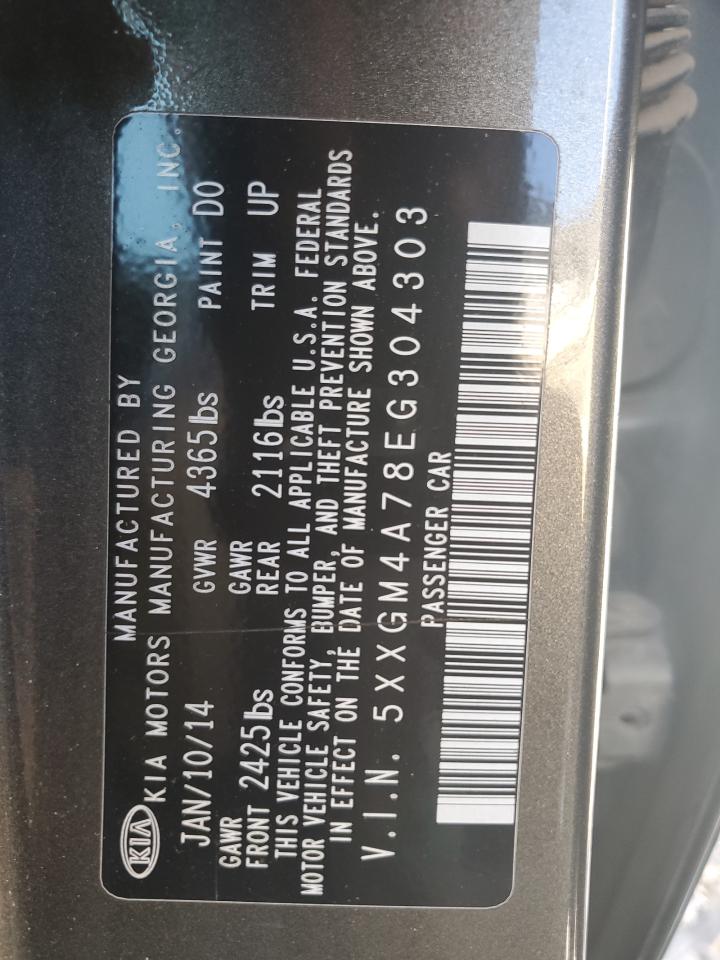 MANUFACTURED BY
KIA KIA MOTORS MANUFACTURING GEORGIA, INC.
JAN/10/14 GVWR 4365lbs PAINT DO
GAWR GAWR
FRONT 2425lbs REAR 2116lbs TRIM UP
THIS VEHICLE CONFORMS TO ALL APPLICABLE U.S.A. FEDERAL
MOTOR VEHICLE SAFETY, BUMPER, AND THEFT PREVENTION STANDARDS
IN EFFECT ON THE DATE OF MANUFACTURE SHOWN ABOVE.
V.I.N. 5XXGM4A78EG304303
PASSENGER CAR